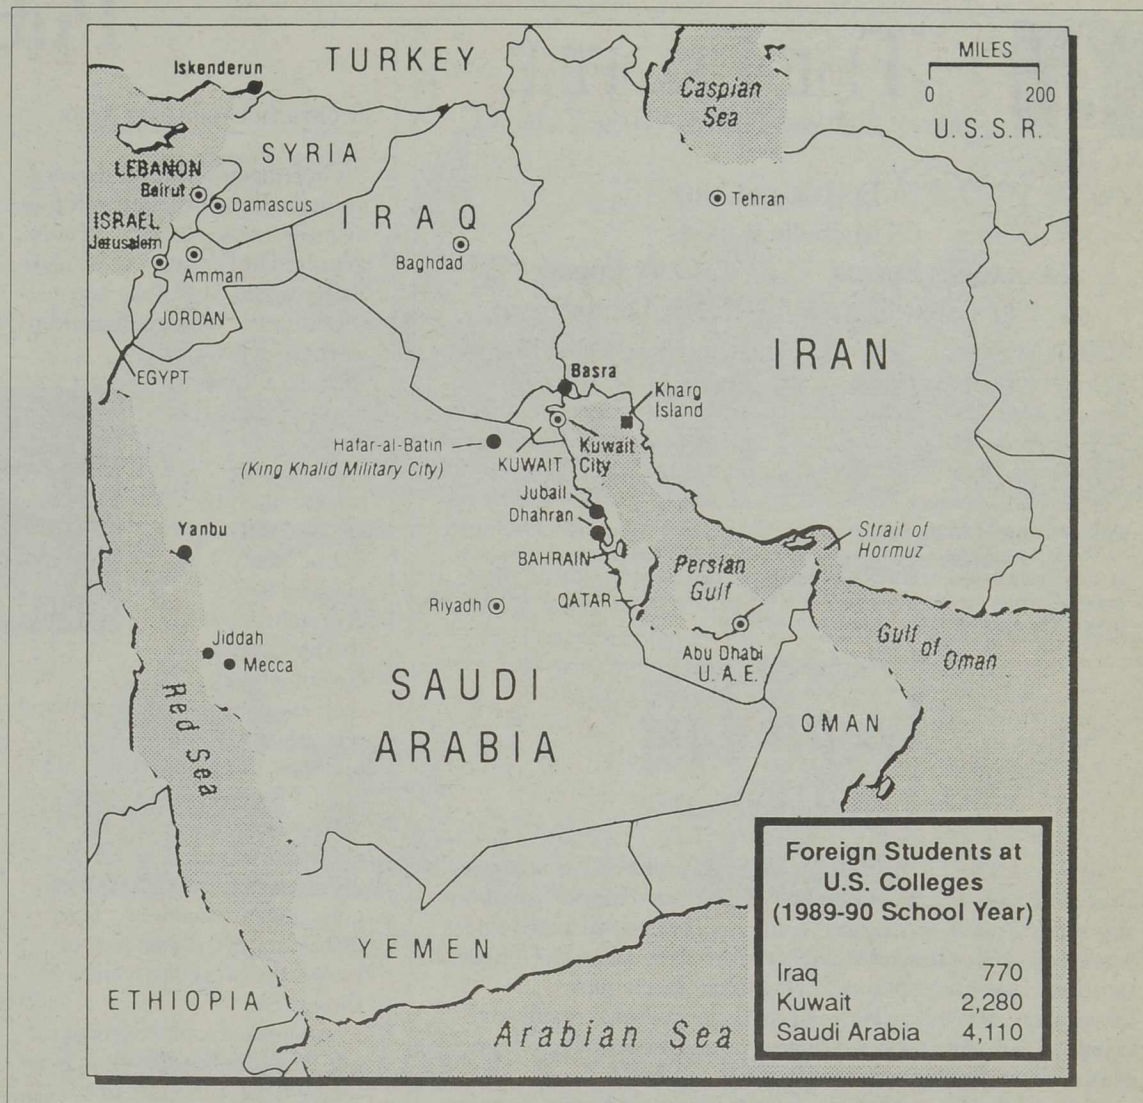 TURKEY
Iskenderun
Caspian
Sea
MILES
0 200
U.S.S.R.
SYRIA
LEBANON
Beirut
Damascus
Tehran
ISRAEL
Jerusalem
Amman
IRAQ
Baghdad
JORDAN
EGYPT
IRAN
Basra
Kharg
Island
Hafar-al-Batin
(King Khalid Military City)
KUWAIT
Kuwait
City
Jubail
Dhahran
BAHRAIN
QATAR
Persian
Gulf
Strait of
Hormuz
Yanbu
Riyadh
Jiddah
Mecca
Abu Dhabi
U.A.E.
Gulf of Oman
OMAN
SAUDI
ARABIA
Red Sea
YEMEN
ETHIOPIA
Arabian Sea
Foreign Students at
U.S. Colleges
(1989-90 School Year)
Iraq 770
Kuwait 2,280
Saudi Arabia 4,110